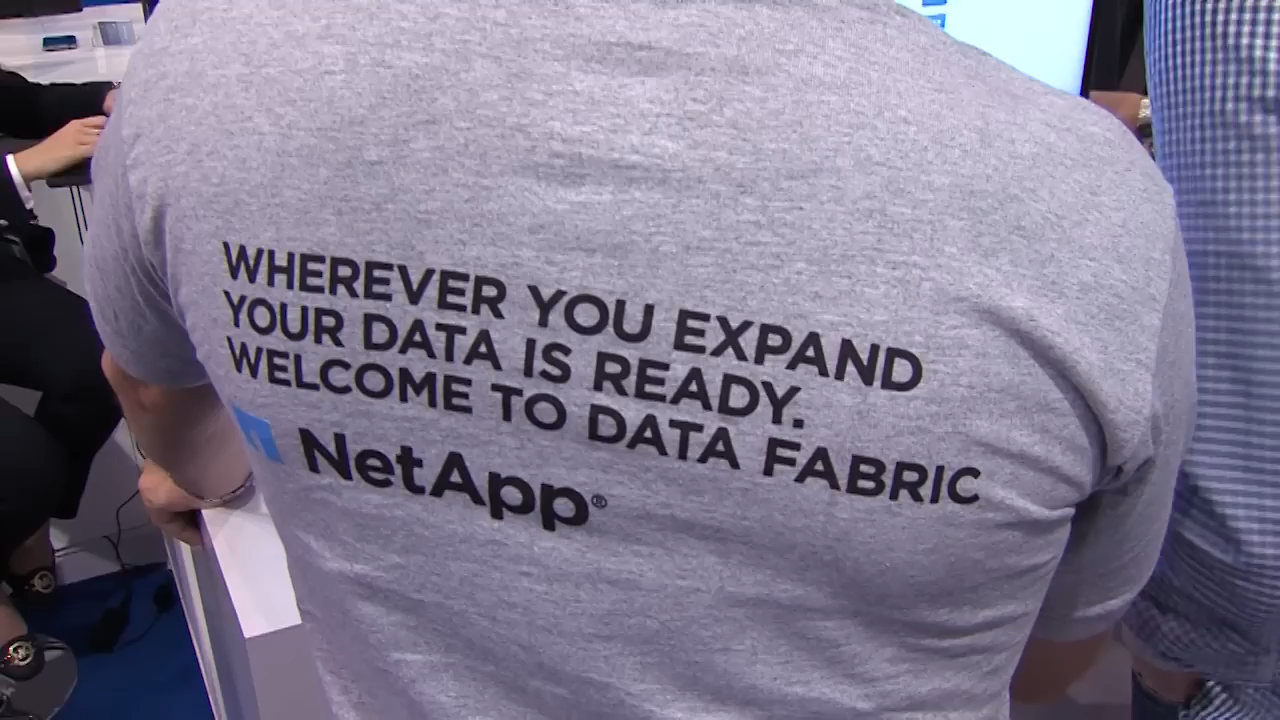 WHEREVER YOU EXPAND
YOUR DATA IS READY.
WELCOME TO DATA FABRIC
NetApp®